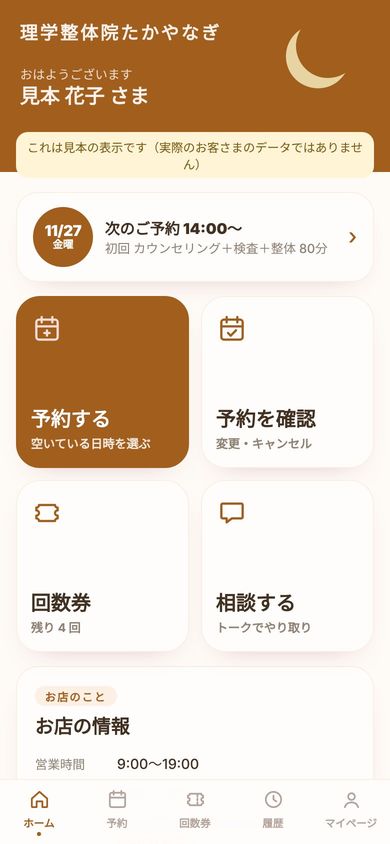 理学整体院たかやなぎ
おはようございます
見本 花子 さま
これは見本の表示です（実際のお客さまのデータではありませ
ん）
11/27
金曜
次のご予約 14:00〜
初回 カウンセリング＋検査＋整体 80分
予約する
空いている日時を選ぶ
予約を確認
変更・キャンセル
回数券
残り 4 回
相談する
トークでやり取り
お店のこと
お店の情報
営業時間 9:00〜19:00
ホーム 予約 回数券 履歴 マイページ